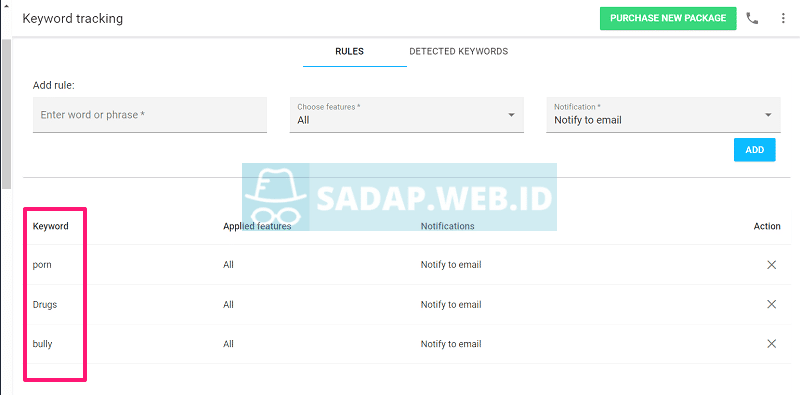 Keyword tracking
PURCHASE NEW PACKAGE
RULES DETECTED KEYWORDS
Add rule:
Enter word or phrase *
Choose features *
All
Notification *
Notify to email
ADD
SADAP.WEB.ID
Keyword Applied features Notifications Action
porn All Notify to email
Drugs All Notify to email
bully All Notify to email